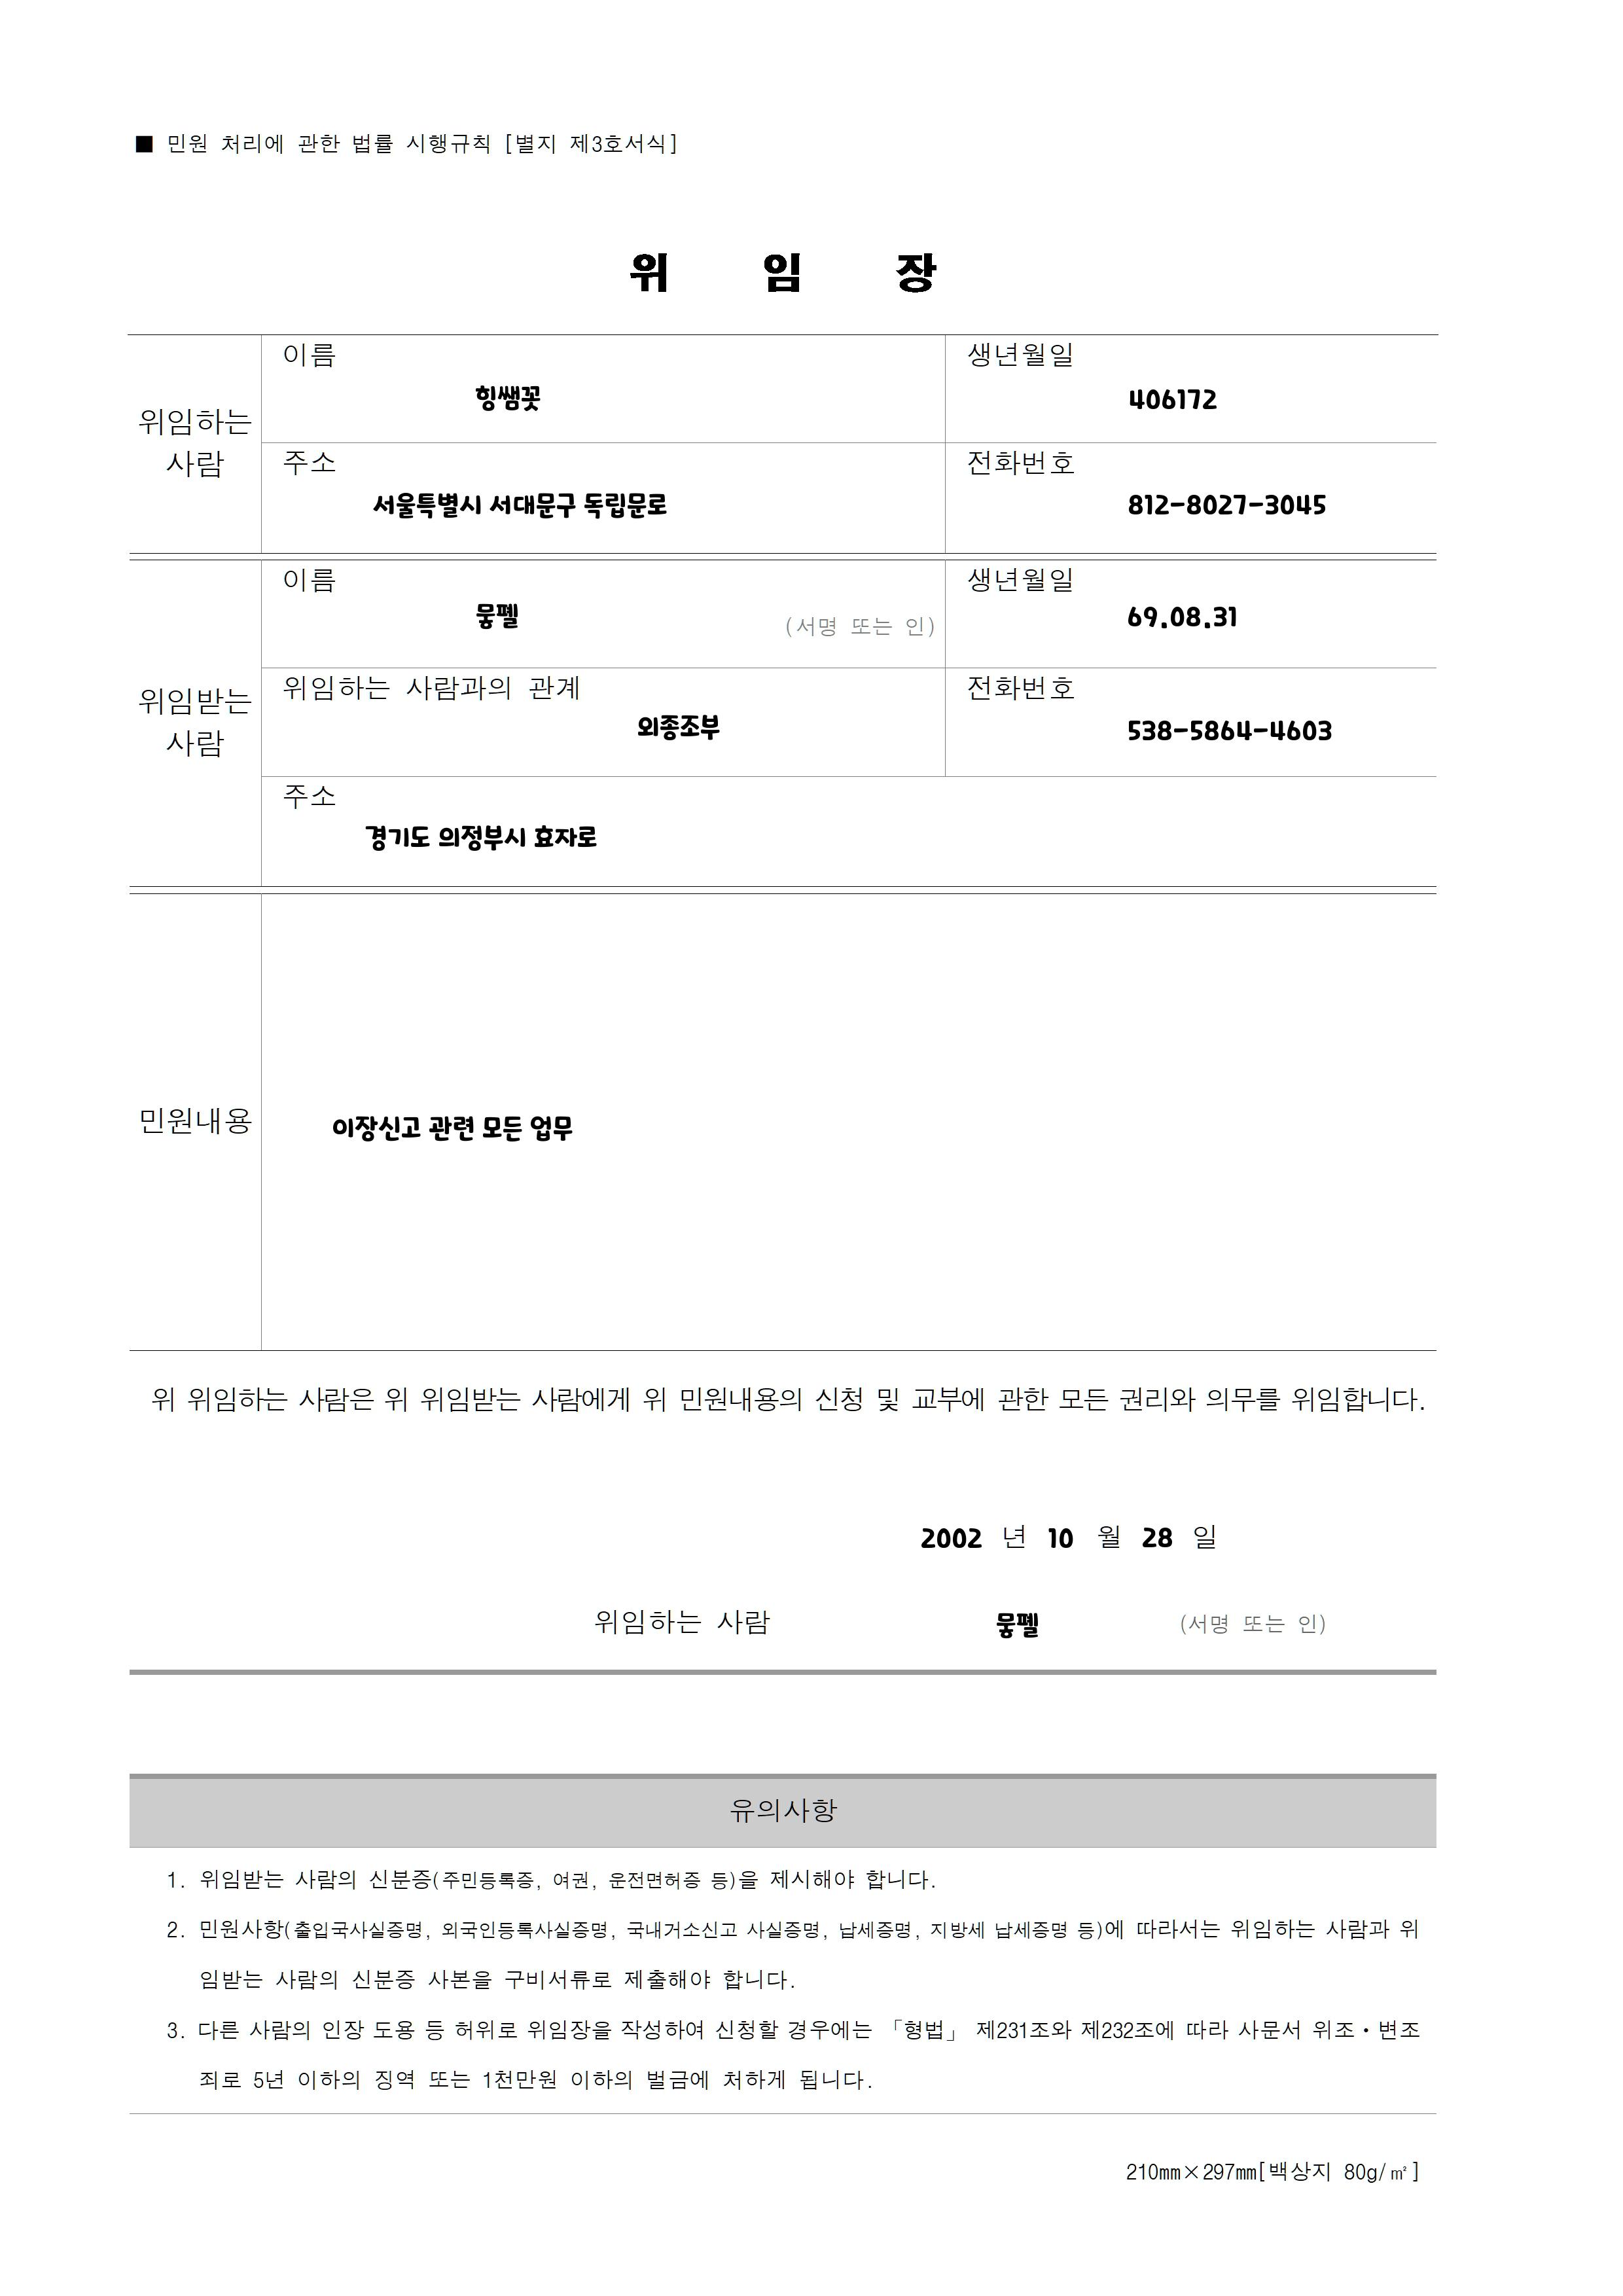 ■ 민원 처리에 관한 법률 시행규칙 [별지 제3호서식]
위 임 장
위임하는 사람
이름
힝쌤꽃
생년월일
406172
주소
서울특별시 서대문구 독립문로
전화번호
812-8027-3045
위임받는 사람
이름
뭏펠
(서명 또는 인)
생년월일
69.08.31
위임하는 사람과의 관계
외종조부
전화번호
538-5864-4603
주소
경기도 의정부시 효자로
민원내용
이장신고 관련 모든 업무
위 위임하는 사람은 위 위임받는 사람에게 위 민원내용의 신청 및 교부에 관한 모든 권리와 의무를 위임합니다.
2002 년 10 월 28 일
위임하는 사람 뭏펠 (서명 또는 인)
유의사항
1. 위임받는 사람의 신분증(주민등록증, 여권, 운전면허증 등)을 제시해야 합니다.
2. 민원사항(출입국사실증명, 외국인등록사실증명, 국내거소신고 사실증명, 납세증명, 지방세 납세증명 등)에 따라서는 위임하는 사람과 위
임받는 사람의 신분증 사본을 구비서류로 제출해야 합니다.
3. 다른 사람의 인장 도용 등 허위로 위임장을 작성하여 신청할 경우에는 「형법」 제231조와 제232조에 따라 사문서 위조·변조
죄로 5년 이하의 징역 또는 1천만원 이하의 벌금에 처하게 됩니다.
210㎜×297㎜[백상지 80g/㎡]